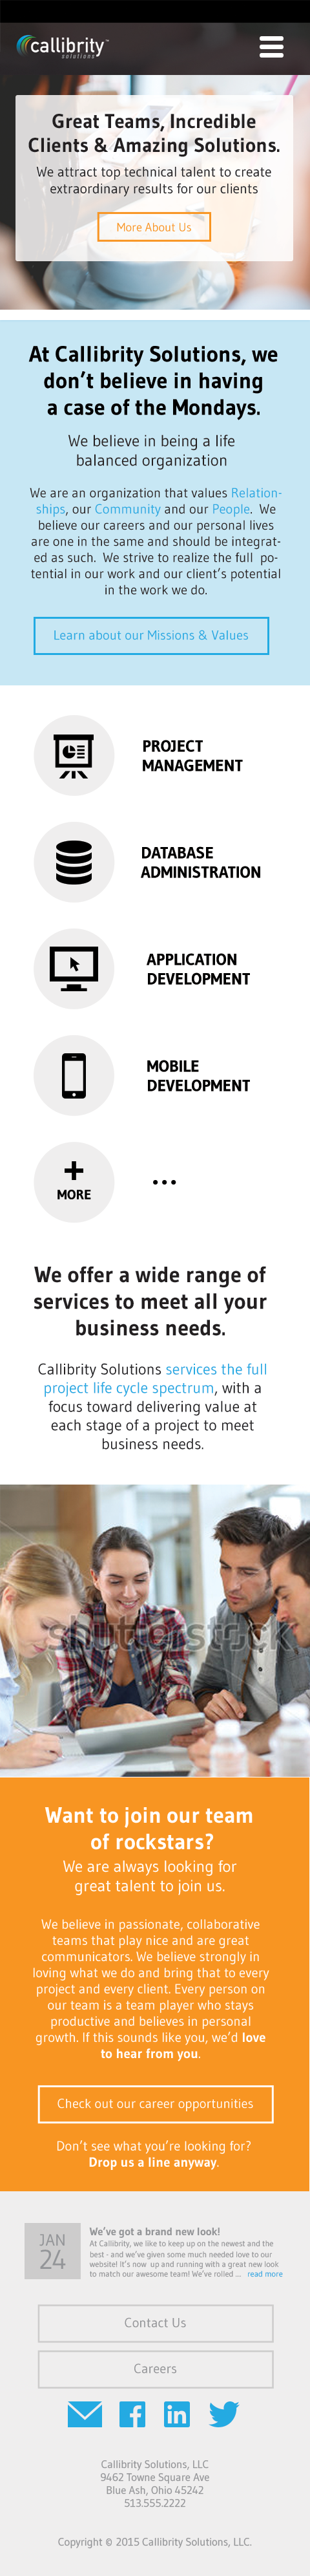 callibrity™
solutions
Great Teams, Incredible
Clients & Amazing Solutions.
We attract top technical talent to create
extraordinary results for our clients
More About Us
At Callibrity Solutions, we
don't believe in having
a case of the Mondays.
We believe in being a life
balanced organization
We are an organization that values Relation-
ships, our Community and our People. We
believe our careers and our personal lives
are one in the same and should be integrat-
ed as such. We strive to realize the full po-
tential in our work and our client's potential
in the work we do.
Learn about our Missions & Values
PROJECT
MANAGEMENT
DATABASE
ADMINISTRATION
APPLICATION
DEVELOPMENT
MOBILE
DEVELOPMENT
+
MORE
...
We offer a wide range of
services to meet all your
business needs.
Callibrity Solutions services the full
project life cycle spectrum, with a
focus toward delivering value at
each stage of a project to meet
business needs.
shutterstock
Want to join our team
of rockstars?
We are always looking for
great talent to join us.
We believe in passionate, collaborative
teams that play nice and are great
communicators. We believe strongly in
loving what we do and bring that to every
project and every client. Every person on
our team is a team player who stays
productive and believes in personal
growth. If this sounds like you, we'd love
to hear from you.
Check out our career opportunities
Don't see what you're looking for?
Drop us a line anyway.
JAN
24
We've got a brand new look!
At Callibrity, we like to keep up on the newest and the
best - and we've given some much needed love to our
website! It's now up and running with a great new look
to match our awesome team! We've rolled ... read more
Contact Us
Careers
Callibrity Solutions, LLC
9462 Towne Square Ave
Blue Ash, Ohio 45242
513.555.2222
Copyright © 2015 Callibrity Solutions, LLC.